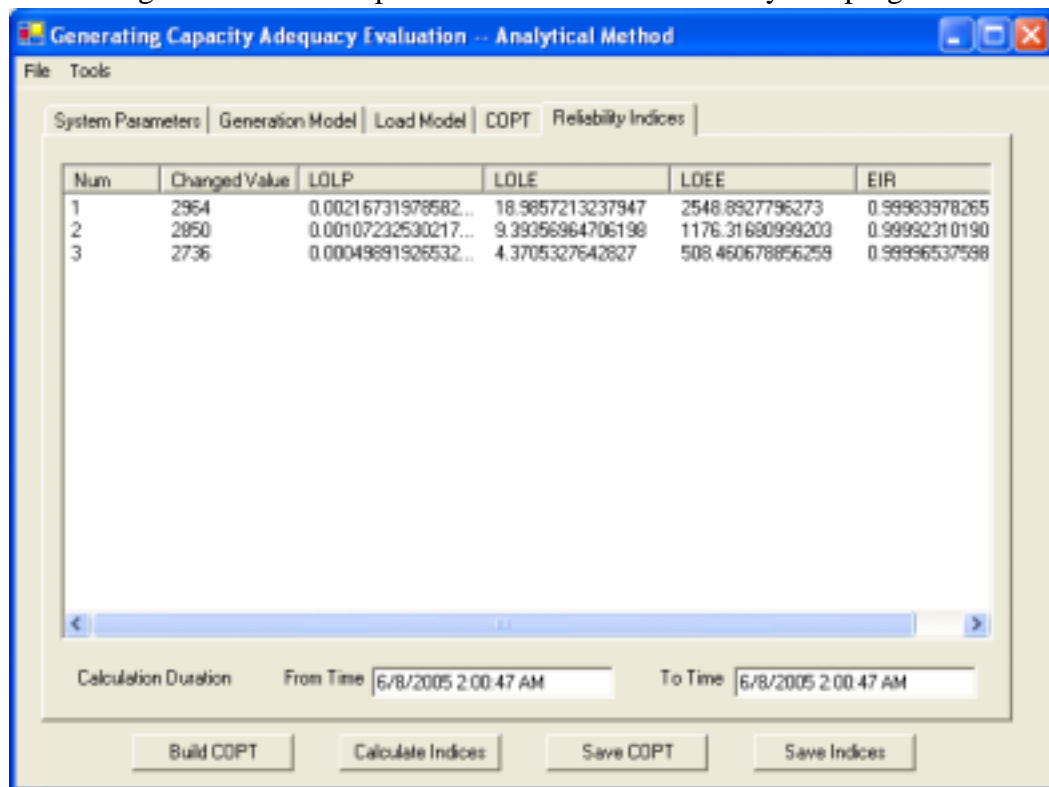 Generating Capacity Adequacy Evaluation -- Analytical Method
File Tools
System Parameters Generation Model Load Model COPT Reliability Indices
Num Changed Value LOLP LOLE LOEE EIR
1 2964 0.00216731978582... 18.9857213237947 2548.8927796273 0.99983978265
2 2850 0.00107232530217... 9.39356964706198 1176.31680999203 0.99992310190
3 2736 0.00049891926532... 4.3705327642827 508.460678856259 0.99996537598
Calculation Duration From Time 6/8/2005 2:00:47 AM To Time 6/8/2005 2:00:47 AM
Build COPT Calculate Indices Save COPT Save Indices